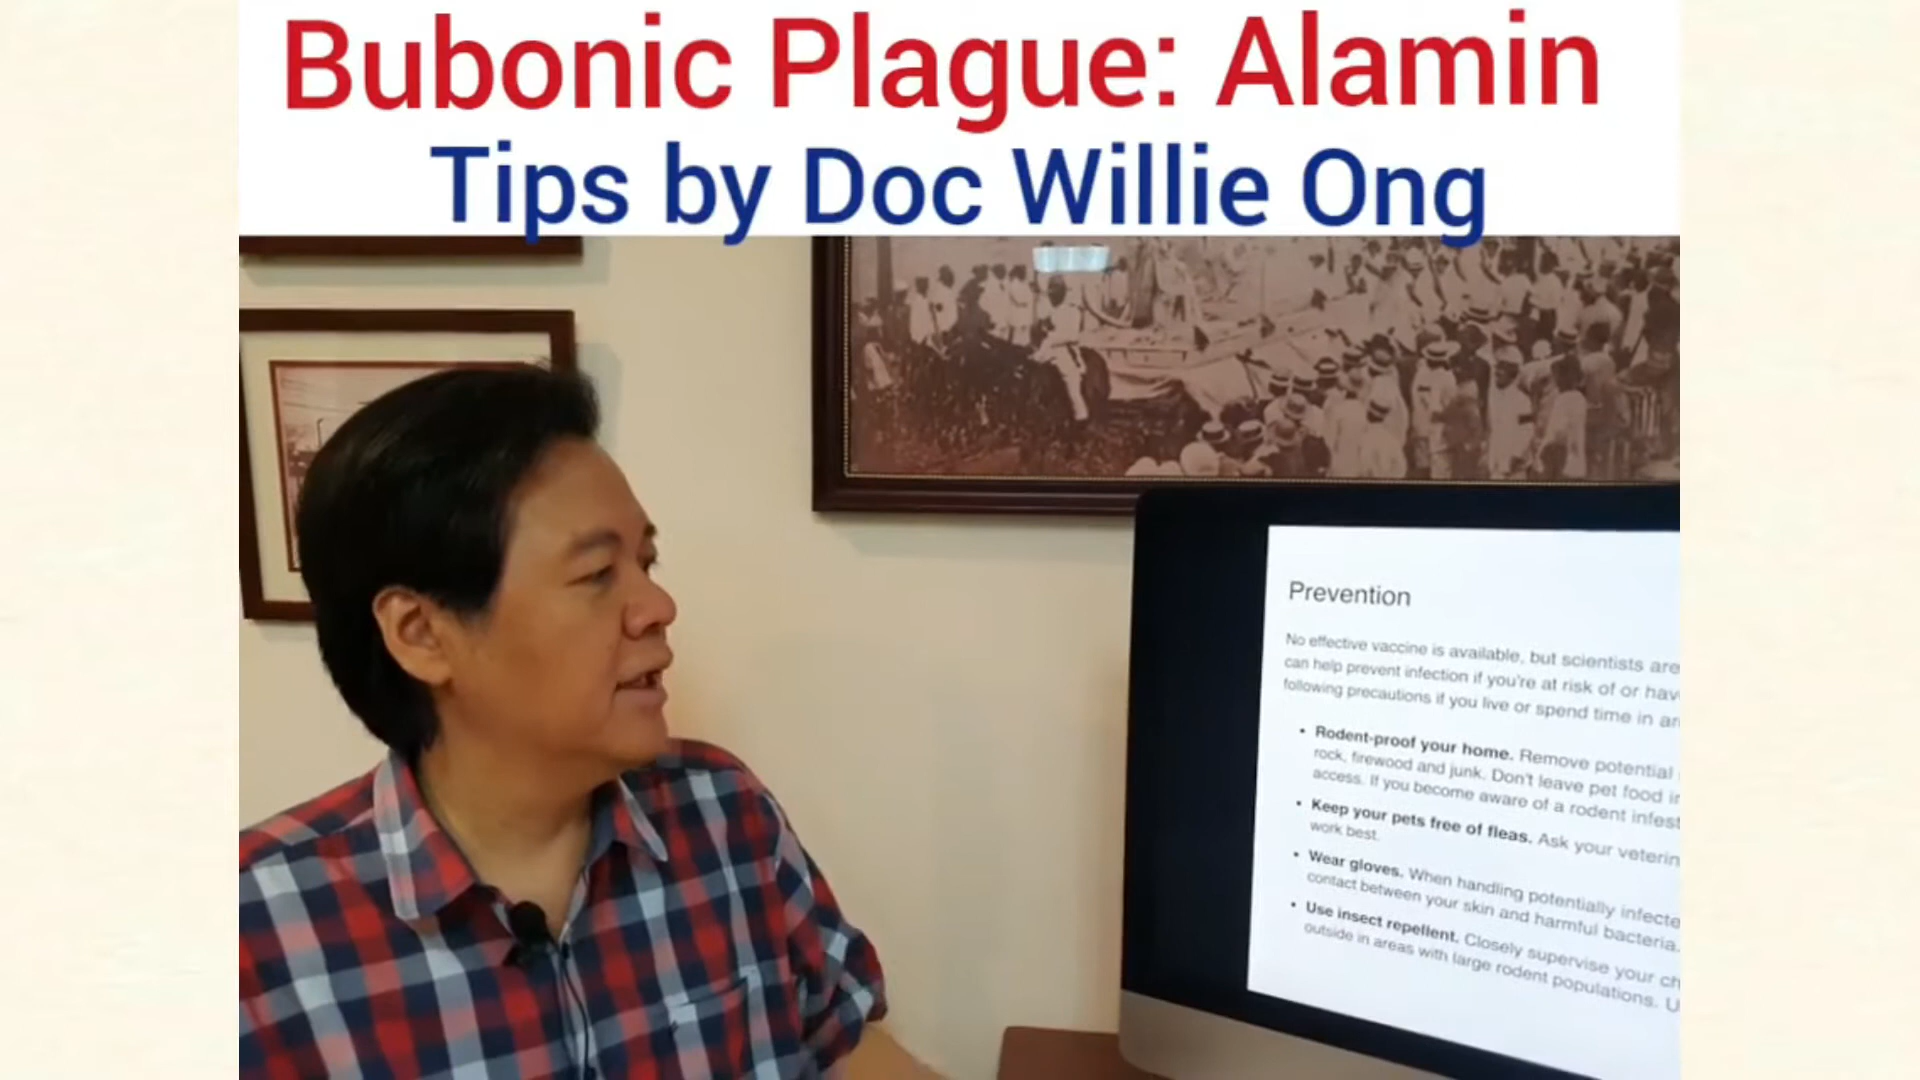 Bubonic Plague: Alamin
Tips by Doc Willie Ong
Prevention
No effective vaccine is available, but scientists are
can help prevent infection if you're at risk of or hav
following precautions if you live or spend time in ar
• Rodent-proof your home. Remove potential
rock, firewood and junk. Don't leave pet food in
access. If you become aware of a rodent infest
• Keep your pets free of fleas. Ask your veterin
work best.
• Wear gloves. When handling potentially infecte
contact between your skin and harmful bacteria.
• Use insect repellent. Closely supervise your ch
outside in areas with large rodent populations. U